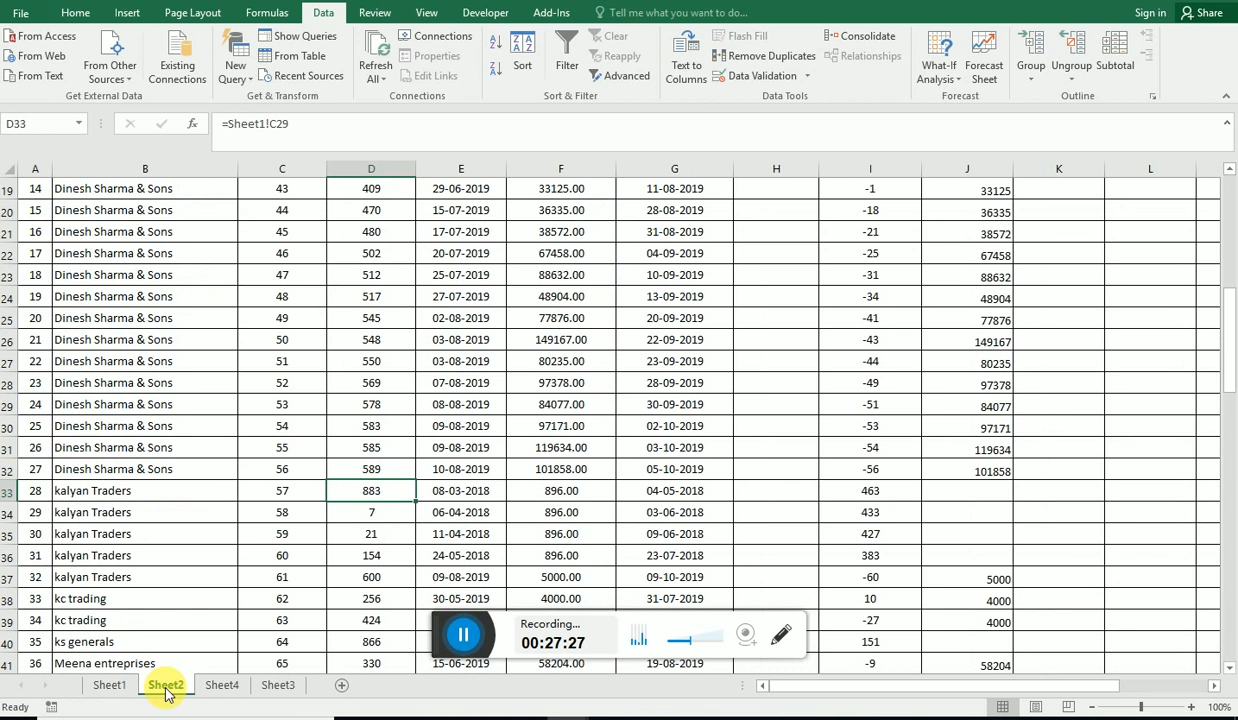 File Home Insert Page Layout Formulas Data Review View Developer Add-Ins Tell me what you want to do... Sign in Share
From Access
From Web
From Text
From Other Sources
Existing Connections
Get External Data
New Query
Show Queries
From Table
Recent Sources
Get & Transform
Refresh All
Connections
Properties
Edit Links
Connections
Sort
Filter
Clear
Reapply
Advanced
Sort & Filter
Text to Columns
Flash Fill
Remove Duplicates
Data Validation
Consolidate
Relationships
Data Tools
What-If Analysis
Forecast Sheet
Forecast
Group
Ungroup
Subtotal
Outline
D33 fx =Sheet1!C29
A B C D E F G H I J K L
19 14 Dinesh Sharma & Sons 43 409 29-06-2019 33125.00 11-08-2019 -1 33125
20 15 Dinesh Sharma & Sons 44 470 15-07-2019 36335.00 28-08-2019 -18 36335
21 16 Dinesh Sharma & Sons 45 480 17-07-2019 38572.00 31-08-2019 -21 38572
22 17 Dinesh Sharma & Sons 46 502 20-07-2019 67458.00 04-09-2019 -25 67458
23 18 Dinesh Sharma & Sons 47 512 25-07-2019 88632.00 10-09-2019 -31 88632
24 19 Dinesh Sharma & Sons 48 517 27-07-2019 48904.00 13-09-2019 -34 48904
25 20 Dinesh Sharma & Sons 49 545 02-08-2019 77876.00 20-09-2019 -41 77876
26 21 Dinesh Sharma & Sons 50 548 03-08-2019 149167.00 22-09-2019 -43 149167
27 22 Dinesh Sharma & Sons 51 550 03-08-2019 80235.00 23-09-2019 -44 80235
28 23 Dinesh Sharma & Sons 52 569 07-08-2019 97378.00 28-09-2019 -49 97378
29 24 Dinesh Sharma & Sons 53 578 08-08-2019 84077.00 30-09-2019 -51 84077
30 25 Dinesh Sharma & Sons 54 583 09-08-2019 97171.00 02-10-2019 -53 97171
31 26 Dinesh Sharma & Sons 55 585 09-08-2019 119634.00 03-10-2019 -54 119634
32 27 Dinesh Sharma & Sons 56 589 10-08-2019 101858.00 05-10-2019 -56 101858
33 28 kalyan Traders 57 883 08-03-2018 896.00 04-05-2018 463
34 29 kalyan Traders 58 7 06-04-2018 896.00 03-06-2018 433
35 30 kalyan Traders 59 21 11-04-2018 896.00 09-06-2018 427
36 31 kalyan Traders 60 154 24-05-2018 896.00 23-07-2018 383
37 32 kalyan Traders 61 600 09-08-2019 5000.00 09-10-2019 -60 5000
38 33 kc trading 62 256 30-05-2019 4000.00 31-07-2019 10 4000
39 34 kc trading 63 424 -27 4000
40 35 ks generals 64 866 151
41 36 Meena entreprises 65 330 15-06-2019 58204.00 19-08-2019 -9 58204
Recording...
00:27:27
Sheet1 Sheet2 Sheet4 Sheet3
Ready 100%